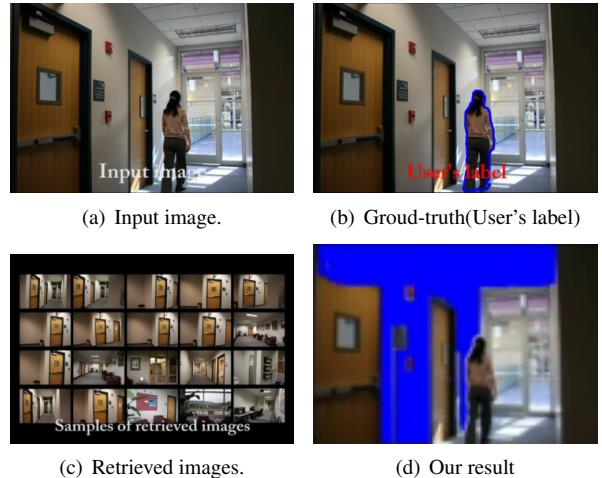 Input image
User's label
(a) Input image.
(b) Groud-truth(User's label)
Samples of retrieved images
(c) Retrieved images.
(d) Our result